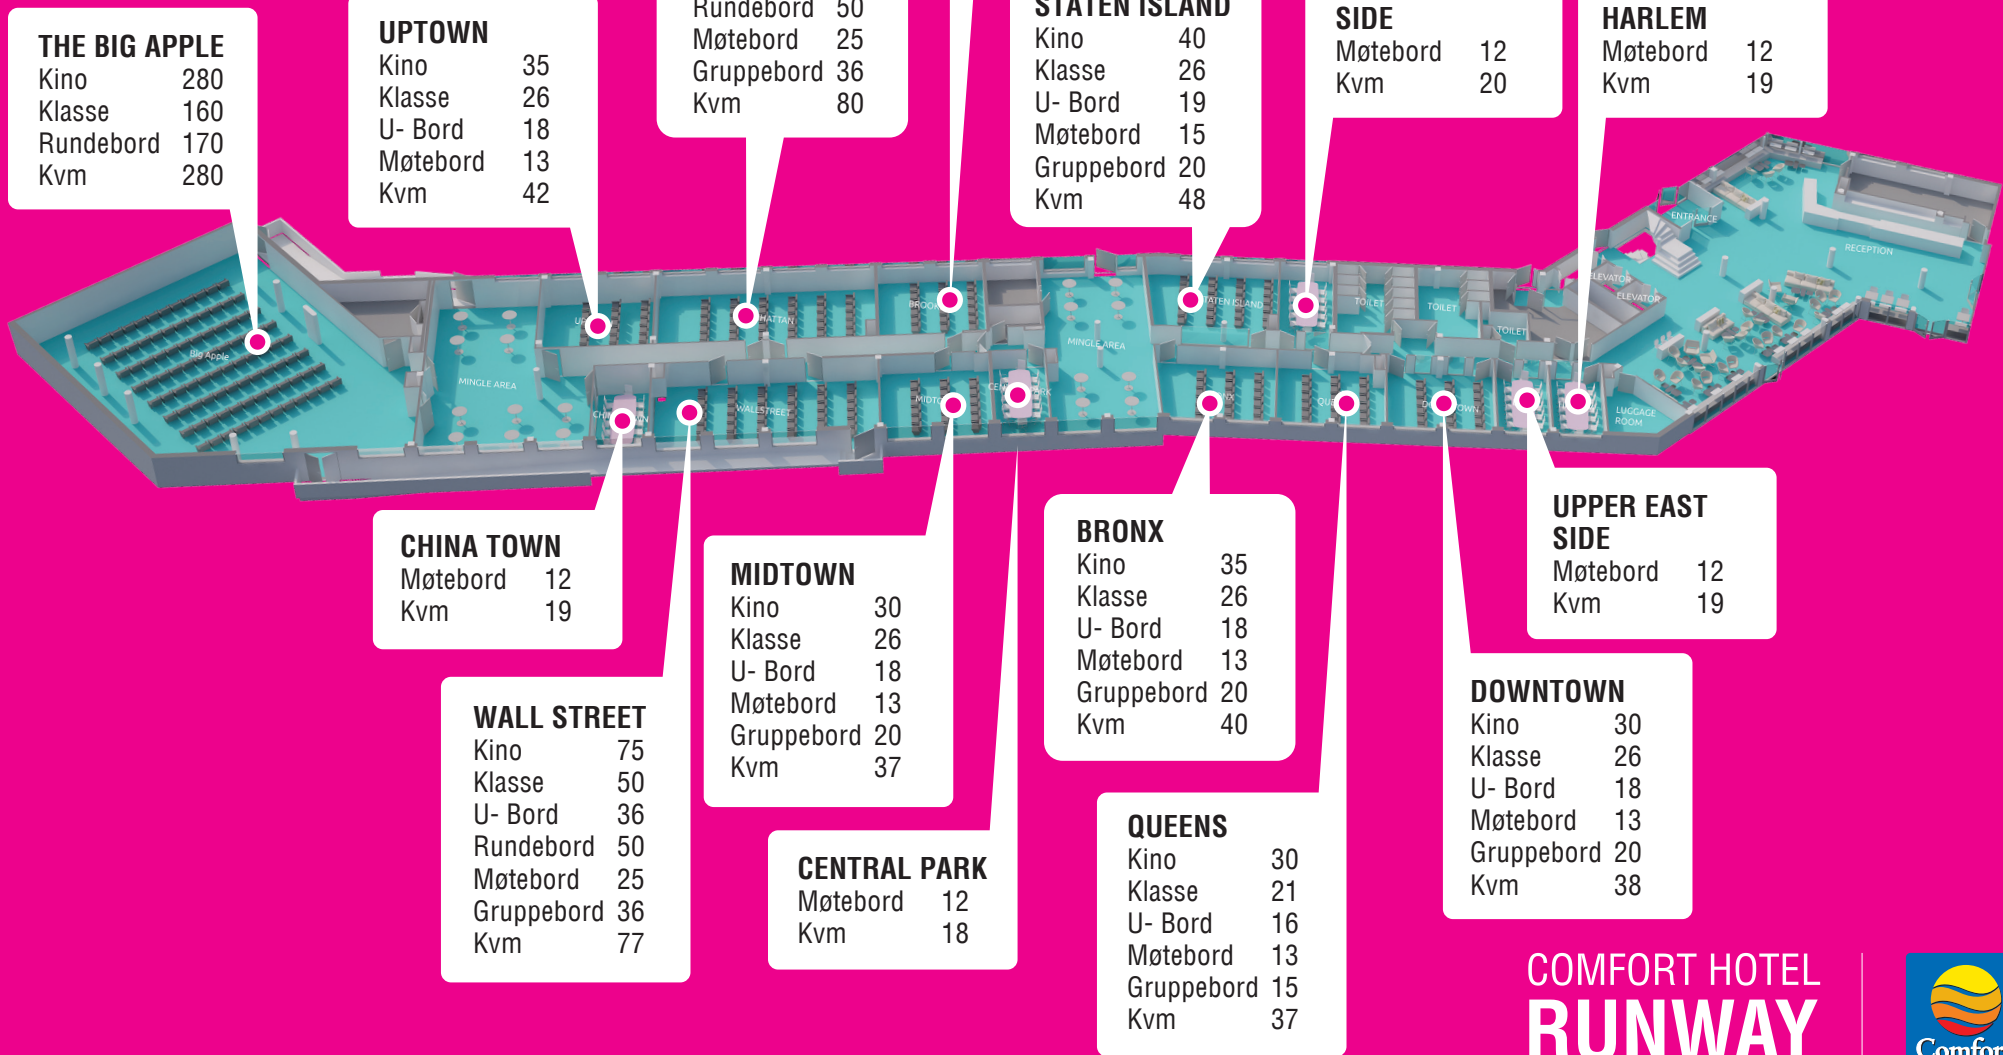 THE BIG APPLE
Kino 280
Klasse 160
Rundebord 170
Kvm 280
UPTOWN
Kino 35
Klasse 26
U- Bord 18
Møtebord 13
Kvm 42
Rundebord 50
Møtebord 25
Gruppebord 36
Kvm 80
STATEN ISLAND
Kino 40
Klasse 26
U- Bord 19
Møtebord 15
Gruppebord 20
Kvm 48
SIDE
Møtebord 12
Kvm 20
HARLEM
Møtebord 12
Kvm 19
Big Apple
MINGLE AREA
WALLSTREET
MINGLE AREA
TOILET
TOILET
TOILET
ELEVATOR
ELEVATOR
ENTRANCE
RECEPTION
LUGGAGE
ROOM
CHINA TOWN
Møtebord 12
Kvm 19
WALL STREET
Kino 75
Klasse 50
U- Bord 36
Rundebord 50
Møtebord 25
Gruppebord 36
Kvm 77
MIDTOWN
Kino 30
Klasse 26
U- Bord 18
Møtebord 13
Gruppebord 20
Kvm 37
CENTRAL PARK
Møtebord 12
Kvm 18
BRONX
Kino 35
Klasse 26
U- Bord 18
Møtebord 13
Gruppebord 20
Kvm 40
QUEENS
Kino 30
Klasse 21
U- Bord 16
Møtebord 13
Gruppebord 15
Kvm 37
UPPER EAST
SIDE
Møtebord 12
Kvm 19
DOWNTOWN
Kino 30
Klasse 26
U- Bord 18
Møtebord 13
Gruppebord 20
Kvm 38
COMFORT HOTEL
RUNWAY
Comfor